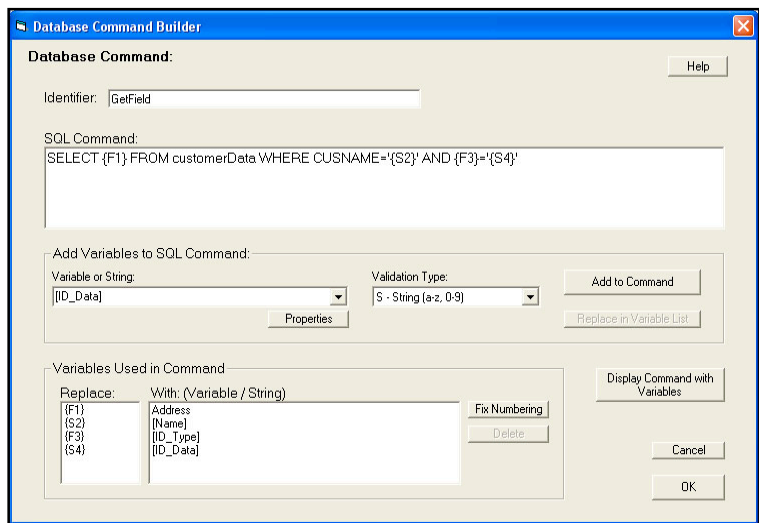 Database Command Builder
Database Command:
Help
Identifier: GetField
SQL Command:
SELECT {F1} FROM customerData WHERE CUSNAME='{S2}' AND {F3}='{S4}'
Add Variables to SQL Command:
Variable or String: Validation Type:
[ID_Data] S - String (a-z, 0-9) Add to Command
Properties Replace in Variable List
Variables Used in Command
Replace: With: (Variable / String)
{F1} Address
{S2} [Name]
{F3} [ID_Type]
{S4} [ID_Data]
Fix Numbering
Delete
Display Command with
Variables
Cancel
OK